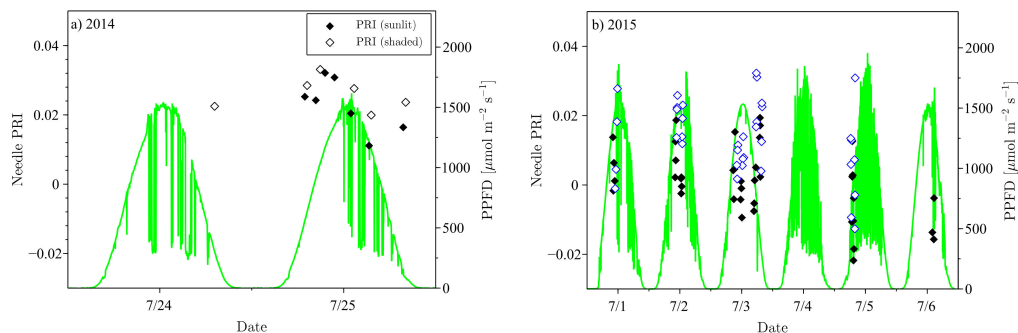 a) 2014
PRI (sunlit)
PRI (shaded)
0.04
0.02
0
−0.02
Needle PRI
2000
1500
1000
500
0
PPFD [μmol m⁻² s⁻¹]
7/24
7/25
Date
b) 2015
0.04
0.02
0
−0.02
Needle PRI
2000
1500
1000
500
0
PPFD [μmol m⁻² s⁻¹]
7/1
7/2
7/3
7/4
7/5
7/6
Date